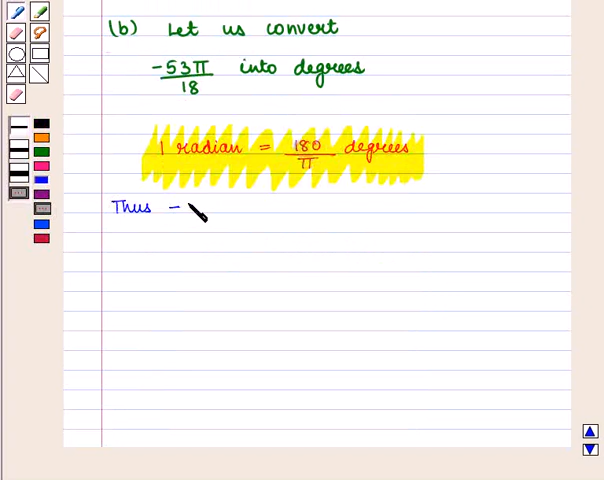 (b) Let us convert
-53π/18 into degrees
1 radian = 180/π degrees
Thus -